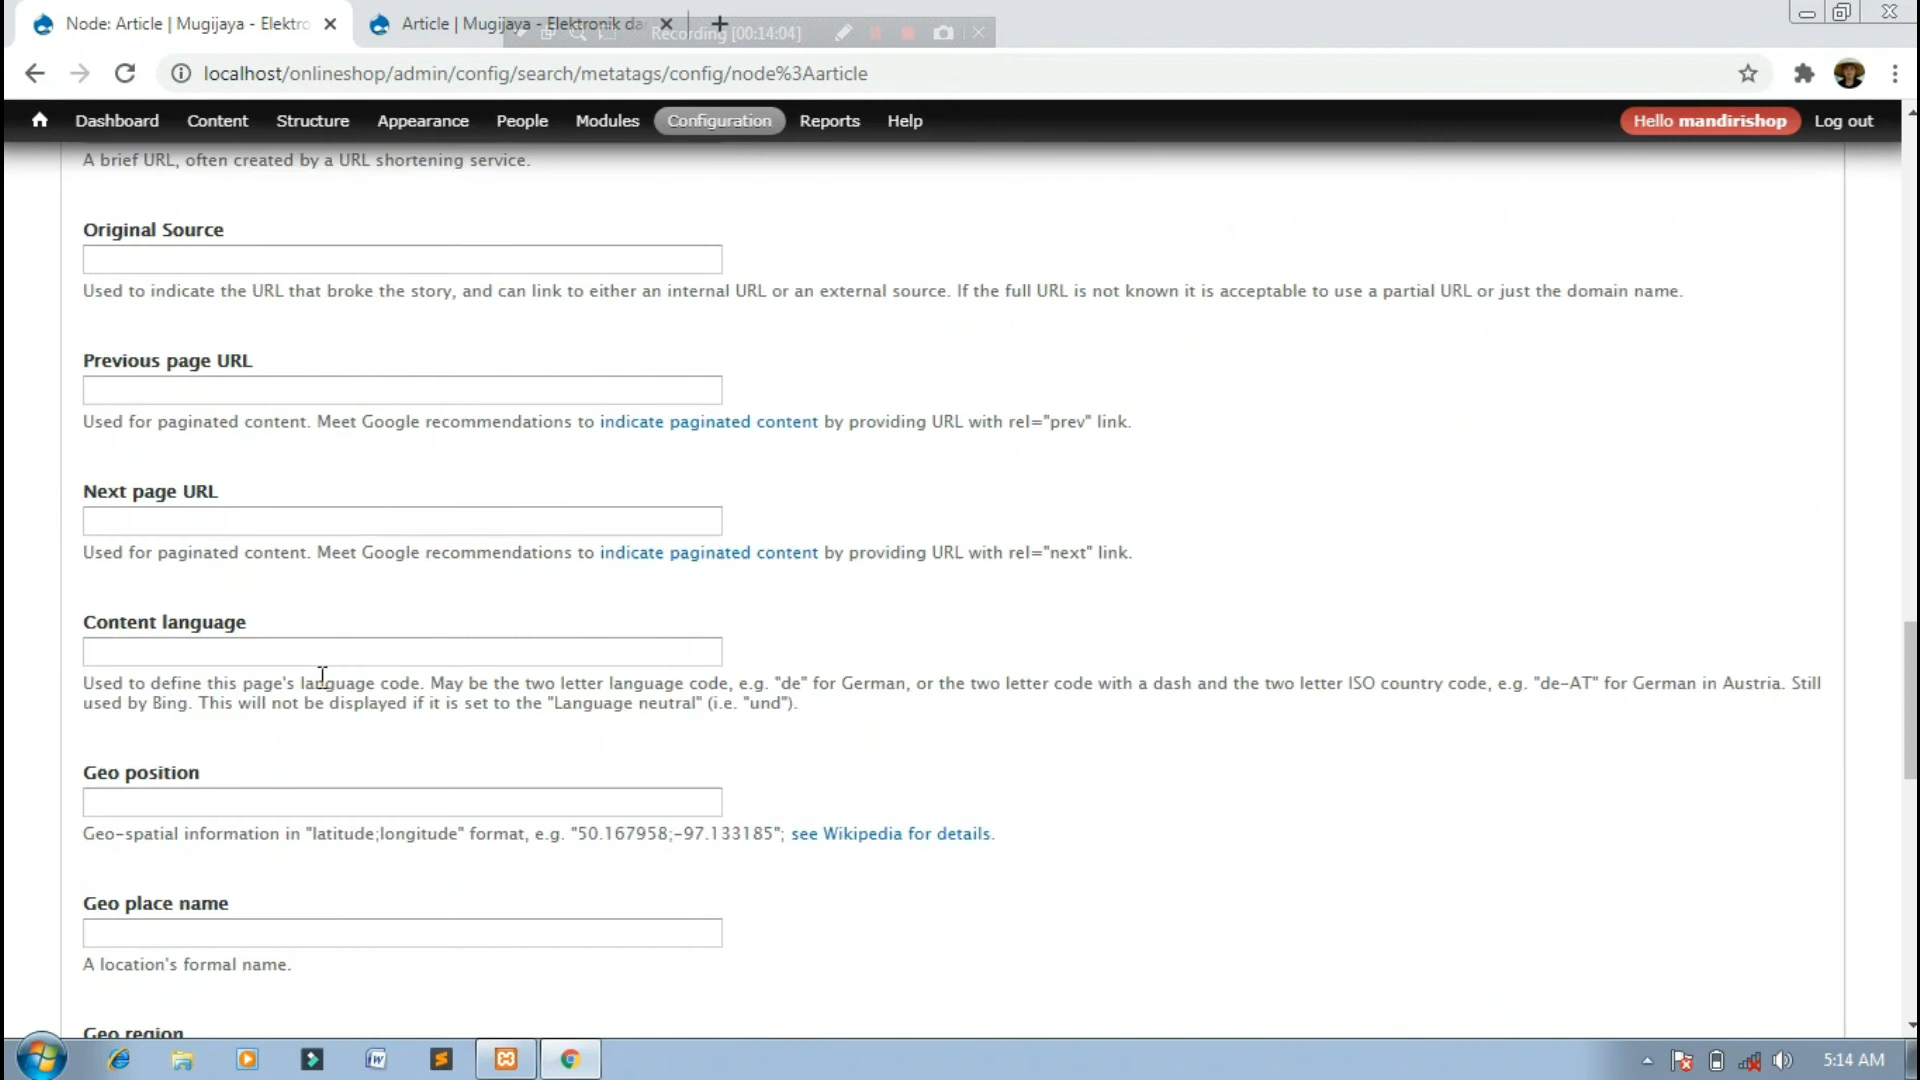 Node: Article | Mugijaya - Elektro
Article | Mugijaya - Elektronik da
Recording [00:14:04]
localhost/onlineshop/admin/config/search/metatags/config/node%3Aarticle
Dashboard Content Structure Appearance People Modules Configuration Reports Help Hello mandirishop Log out
A brief URL, often created by a URL shortening service.
Original Source
Used to indicate the URL that broke the story, and can link to either an internal URL or an external source. If the full URL is not known it is acceptable to use a partial URL or just the domain name.
Previous page URL
Used for paginated content. Meet Google recommendations to indicate paginated content by providing URL with rel="prev" link.
Next page URL
Used for paginated content. Meet Google recommendations to indicate paginated content by providing URL with rel="next" link.
Content language
Used to define this page's language code. May be the two letter language code, e.g. "de" for German, or the two letter code with a dash and the two letter ISO country code, e.g. "de-AT" for German in Austria. Still
used by Bing. This will not be displayed if it is set to the "Language neutral" (i.e. "und").
Geo position
Geo-spatial information in "latitude;longitude" format, e.g. "50.167958;-97.133185"; see Wikipedia for details.
Geo place name
A location's formal name.
Geo region
5:14 AM